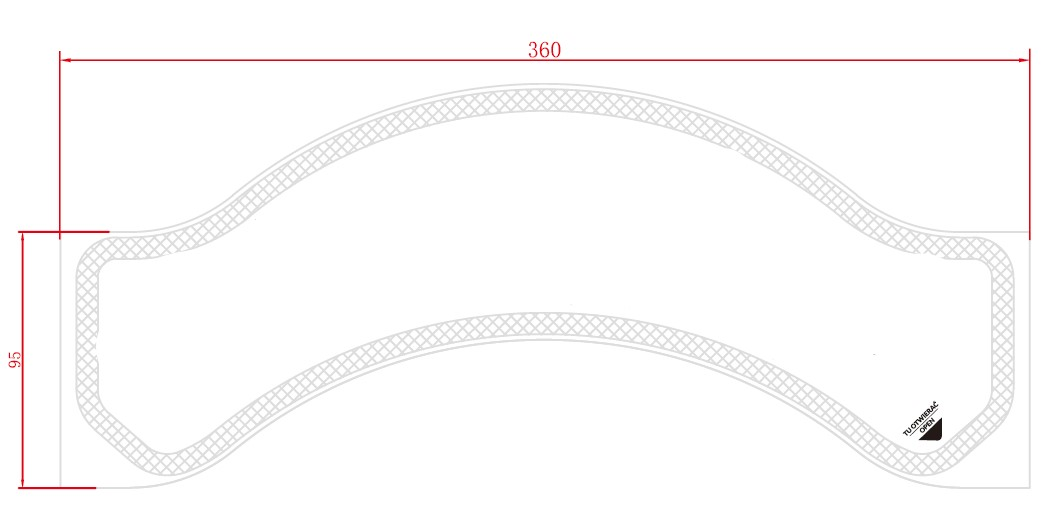 360
95
TU OTWIERAĆ
OPEN